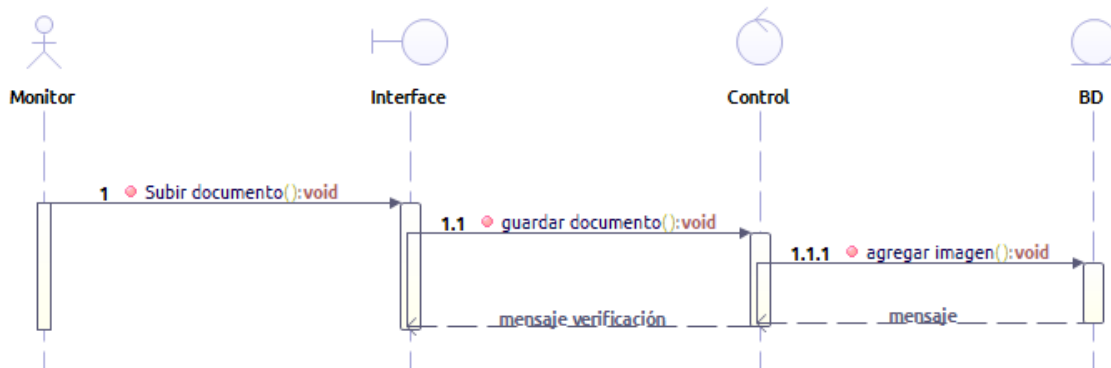 Monitor
Interface
Control
BD
1 Subir documento():void
1.1 guardar documento():void
1.1.1 agregar imagen():void
mensaje verificación
mensaje